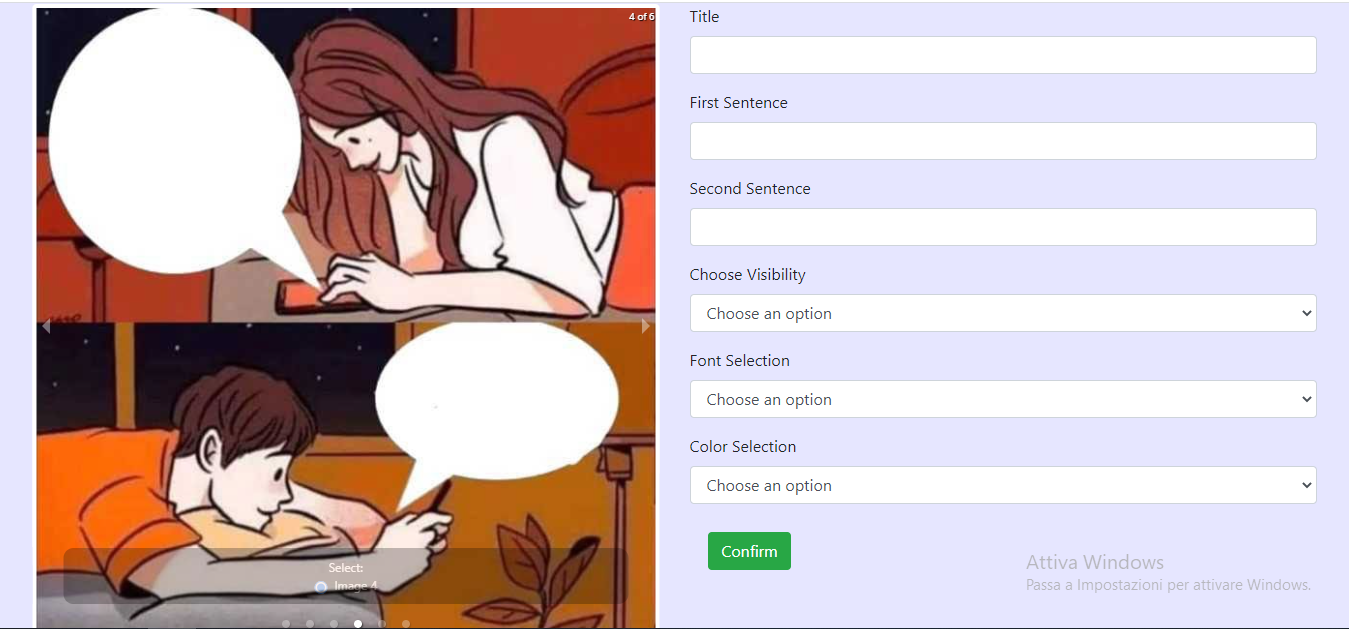 4 of 6
Select:
Image 4
Title
First Sentence
Second Sentence
Choose Visibility
Choose an option
Font Selection
Choose an option
Color Selection
Choose an option
Confirm
Attiva Windows
Passa a Impostazioni per attivare Windows.